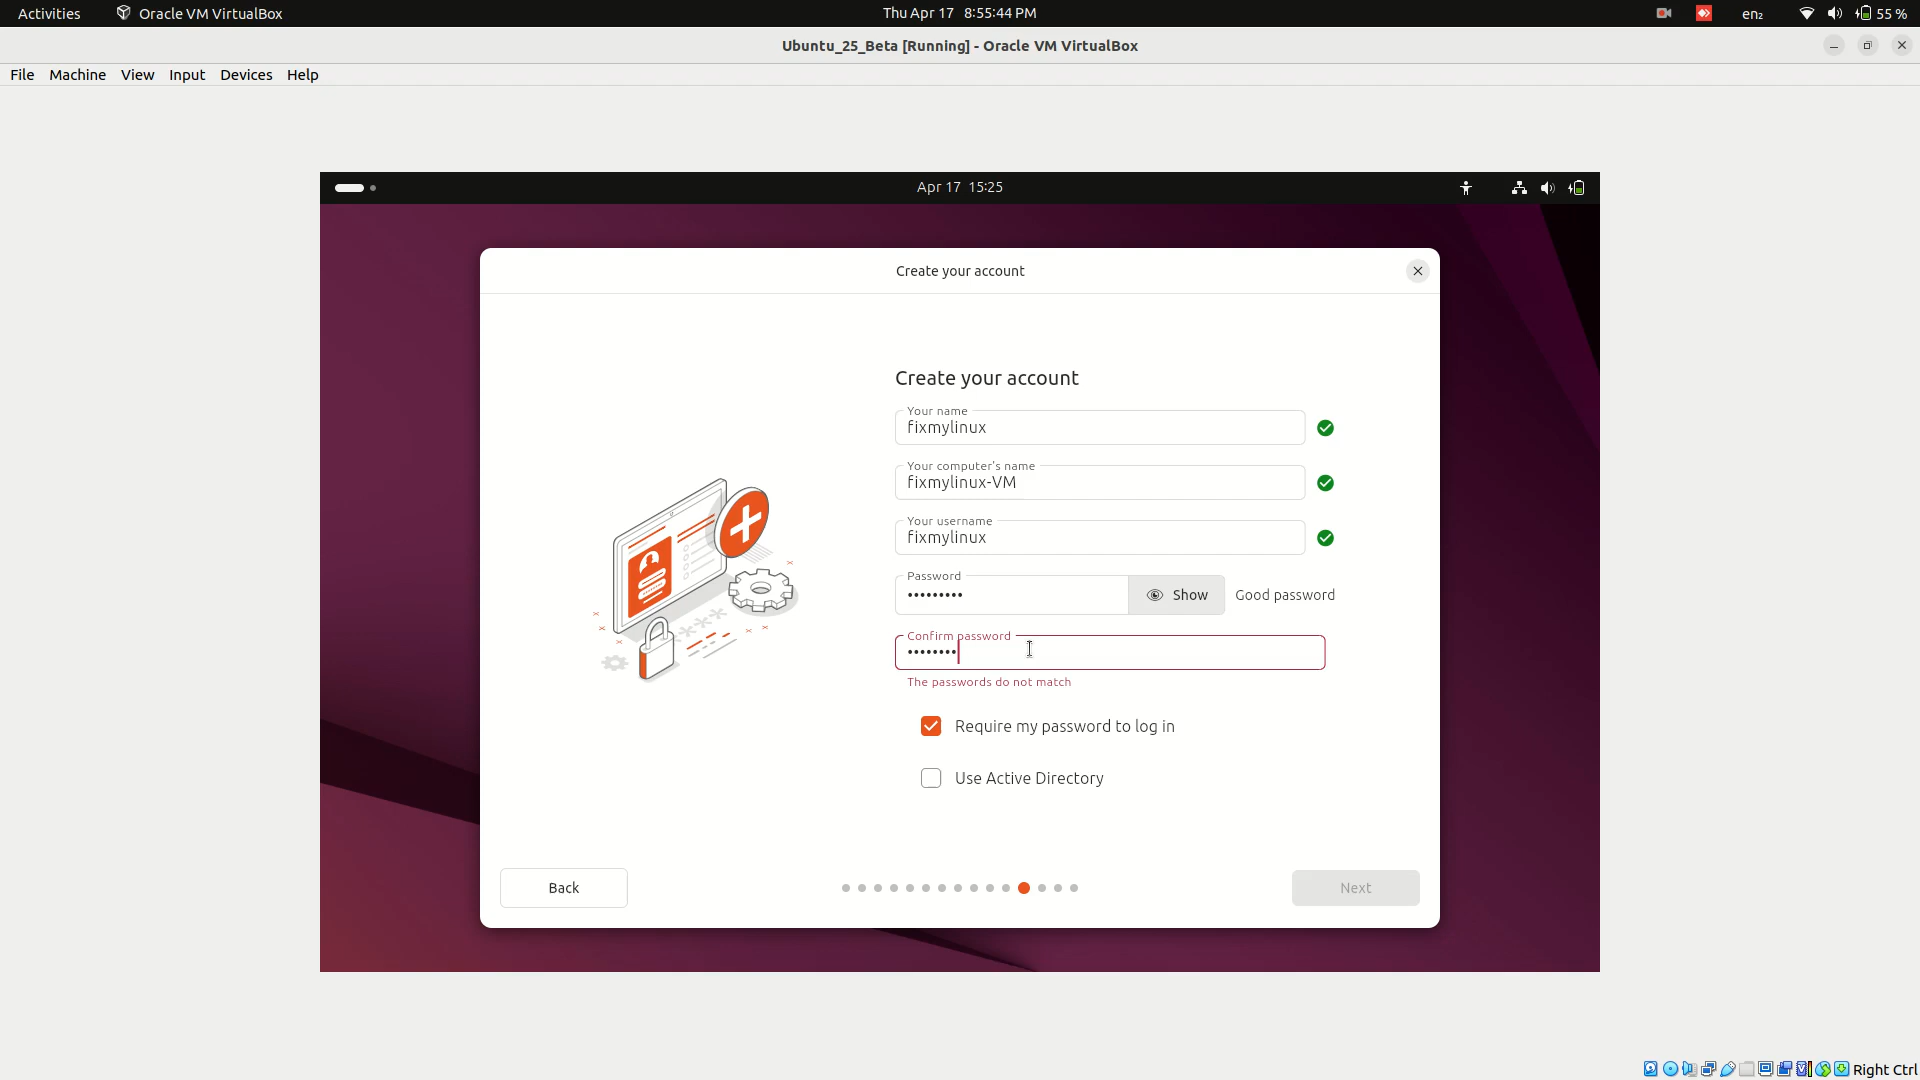 Activities Oracle VM VirtualBox Thu Apr 17 8:55:44 PM en₂ 55 %
Ubuntu_25_Beta [Running] - Oracle VM VirtualBox
File Machine View Input Devices Help
Apr 17 15:25
Create your account
Create your account
Your name
fixmylinux
Your computer's name
fixmylinux-VM
Your username
fixmylinux
Password
••••••••• Show Good password
Confirm password
••••••••
The passwords do not match
Require my password to log in
Use Active Directory
Back Next
Right Ctrl